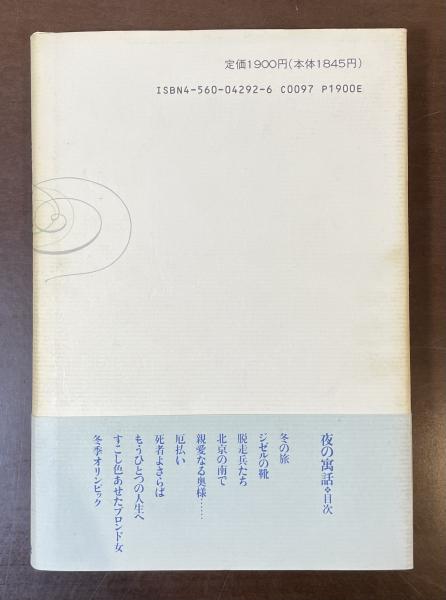 定価1900円(本体1845円)
ISBN4-560-04292-6 C0097 P1900E
夜の寓話❖目次
冬の旅
ジゼルの靴
脱走兵たち
北京の南で
親愛なる奥様……
厄払い
死者よさらば
もうひとつの人生へ
すこし色あせたブロンド女
冬季オリンピック